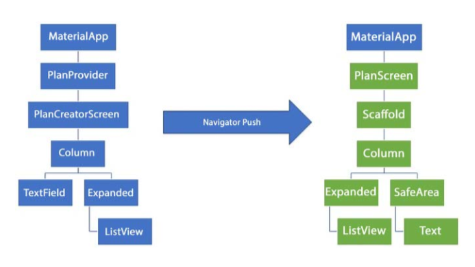 MaterialApp
PlanProvider
PlanCreatorScreen
Column
TextField
Expanded
ListView
Navigator Push
MaterialApp
PlanScreen
Scaffold
Column
Expanded
SafeArea
ListView
Text